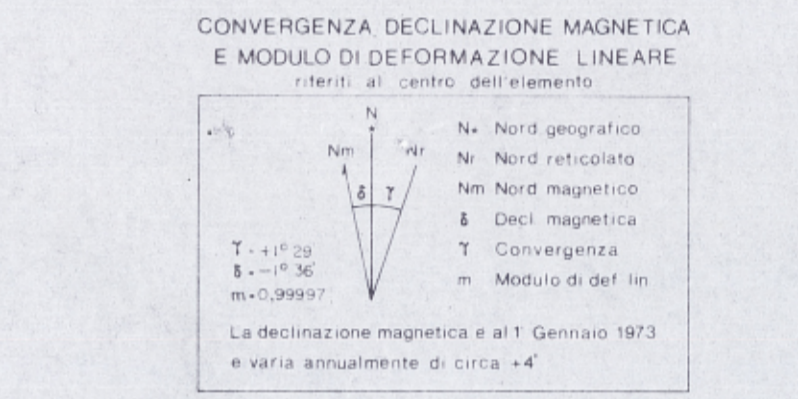 CONVERGENZA, DECLINAZIONE MAGNETICA
E MODULO DI DEFORMAZIONE LINEARE
riferiti al centro dell'elemento
N
Nm
Nr
δ γ
N* Nord geografico
Nr Nord reticolato
Nm Nord magnetico
δ Decl. magnetica
γ Convergenza
m Modulo di def. lin
γ = +1° 29'
δ = -1° 36'
m = 0,99997
La declinazione magnetica e al 1° Gennaio 1973
e varia annualmente di circa +4'